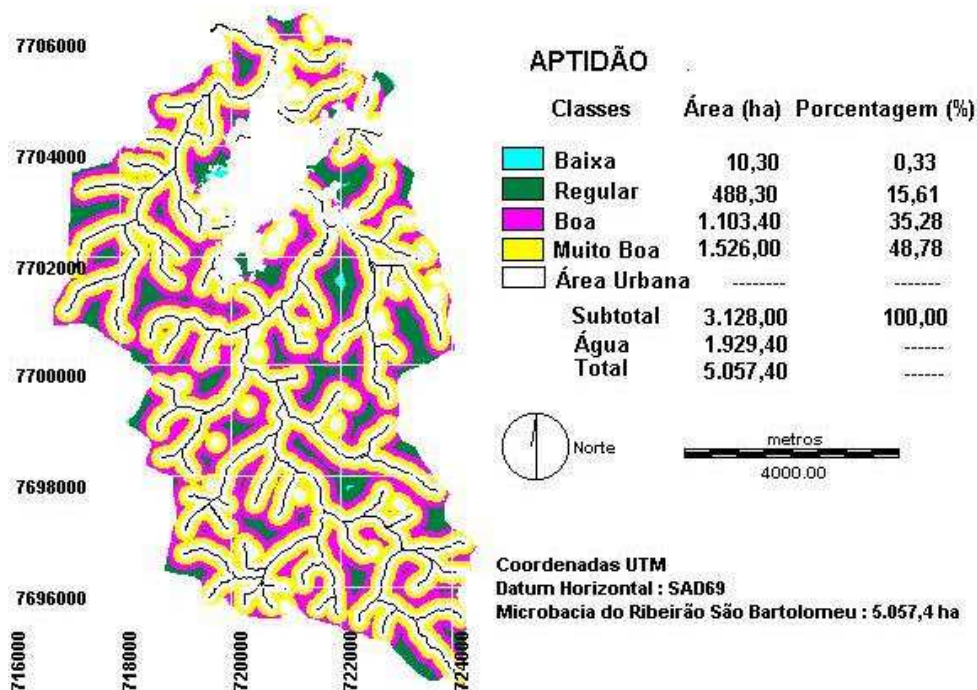 7706000
7704000
7702000
7700000
7698000
7696000
716000
718000
720000
722000
724000
APTIDÃO
Classes Área (ha) Porcentagem (%)
Baixa 10,30 0,33
Regular 488,30 15,61
Boa 1.103,40 35,28
Muito Boa 1.526,00 48,78
Área Urbana -------- ------
Subtotal 3.128,00 100,00
Água 1.929,40 ------
Total 5.057,40 ------
Norte
metros
4000.00
Coordenadas UTM
Datum Horizontal : SAD69
Microbacia do Ribeirão São Bartolomeu : 5.057,4 ha